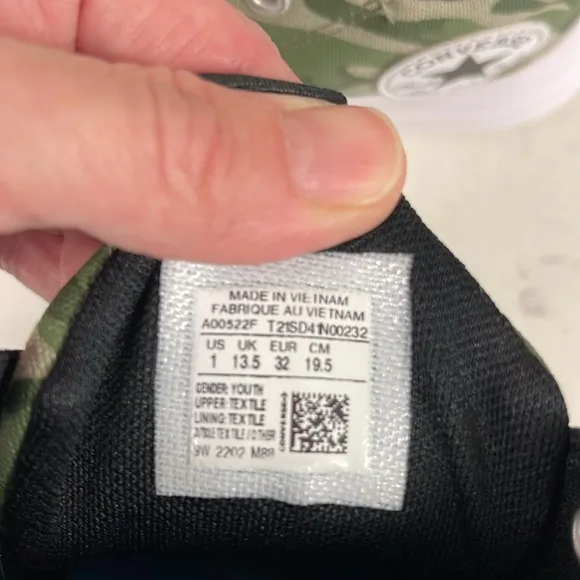 CONVERSE
MADE IN VIETNAM
FABRIQUE AU VIETNAM
A00522F T21SD41N00232
US UK EUR CM
1 13.5 32 19.5
GENDER: YOUTH
UPPER: TEXTILE
LINING: TEXTILE
OUTSOLE TEXTILE / OTHER
9W 2202 M88
CONVERSE